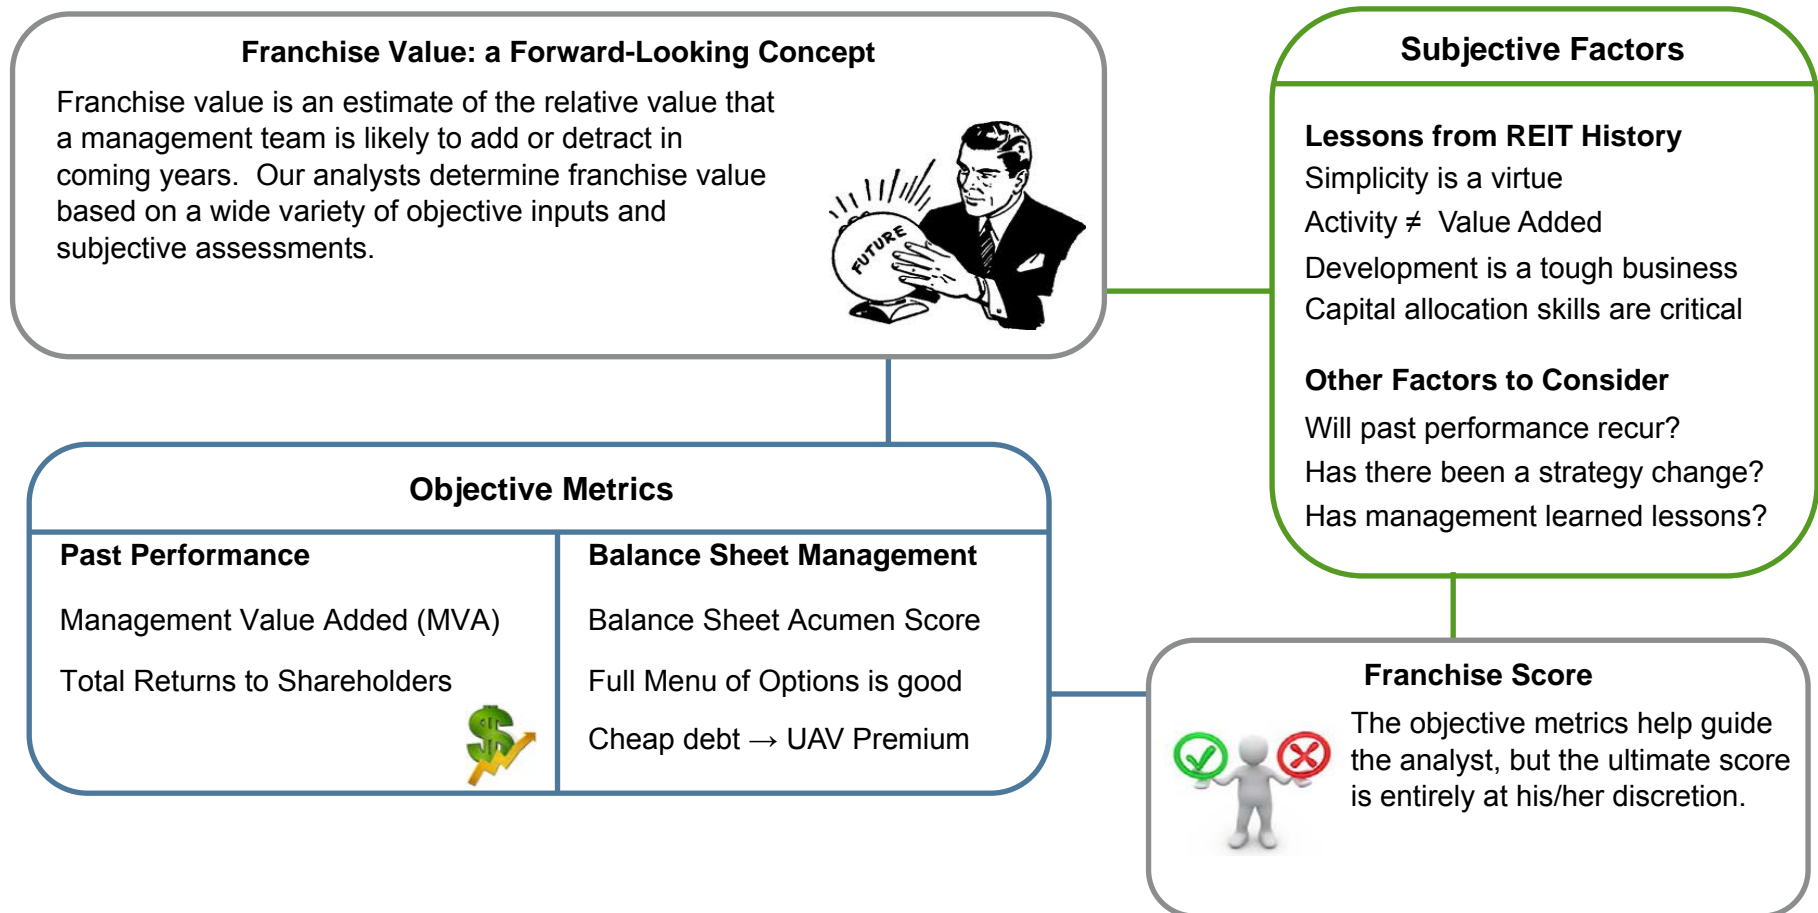 Franchise Value: a Forward-Looking Concept
Franchise value is an estimate of the relative value that
a management team is likely to add or detract in
coming years.  Our analysts determine franchise value
based on a wide variety of objective inputs and
subjective assessments.
FUTURE
Subjective Factors
Lessons from REIT History
Simplicity is a virtue
Activity ≠  Value Added
Development is a tough business
Capital allocation skills are critical
Other Factors to Consider
Will past performance recur?
Has there been a strategy change?
Has management learned lessons?
Objective Metrics
Past Performance
Management Value Added (MVA)
Total Returns to Shareholders
$
Balance Sheet Management
Balance Sheet Acumen Score
Full Menu of Options is good
Cheap debt → UAV Premium
Franchise Score
The objective metrics help guide
the analyst, but the ultimate score
is entirely at his/her discretion.